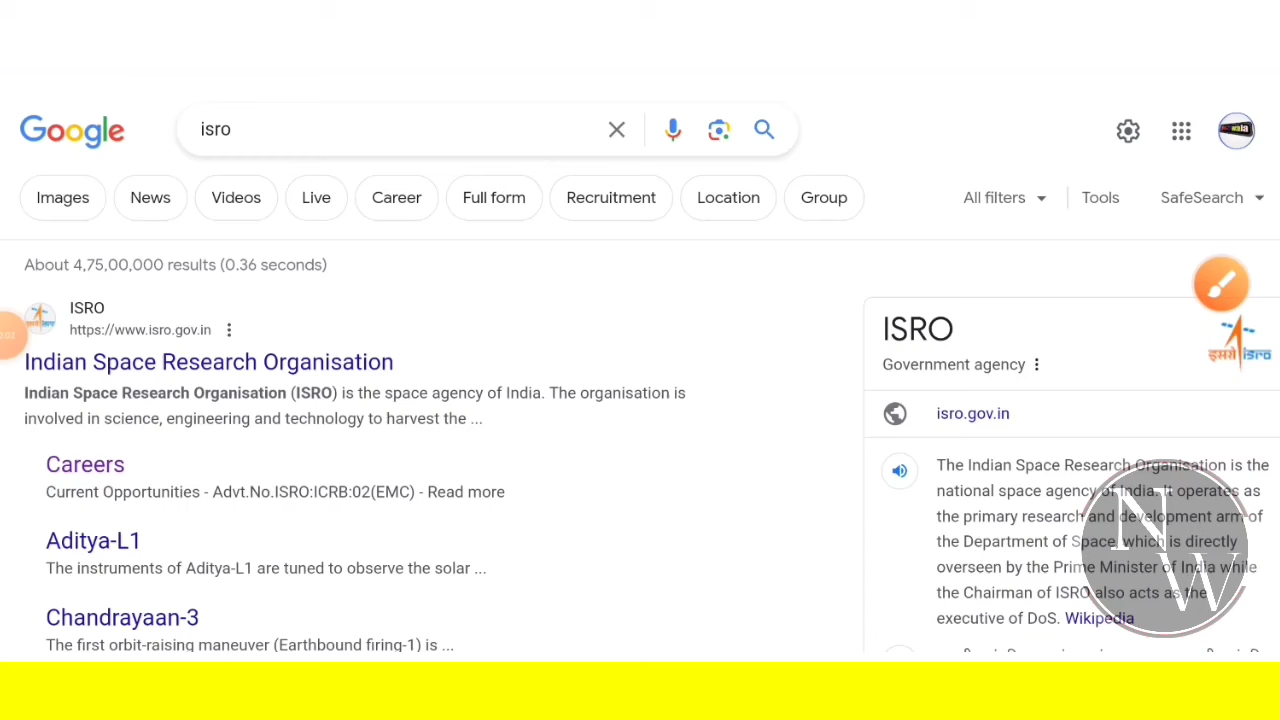 Google
isro
Images
News
Videos
Live
Career
Full form
Recruitment
Location
Group
All filters
Tools
SafeSearch
About 4,75,00,000 results (0.36 seconds)
ISRO
https://www.isro.gov.in
Indian Space Research Organisation
Indian Space Research Organisation (ISRO) is the space agency of India. The organisation is
involved in science, engineering and technology to harvest the ...
Careers
Current Opportunities - Advt.No.ISRO:ICRB:02(EMC) - Read more
Aditya-L1
The instruments of Aditya-L1 are tuned to observe the solar ...
Chandrayaan-3
The first orbit-raising maneuver (Earthbound firing-1) is ...
ISRO
Government agency
इसरो isro
isro.gov.in
The Indian Space Research Organisation is the
national space agency of India. It operates as
the primary research and development arm of
the Department of Space, which is directly
overseen by the Prime Minister of India while
the Chairman of ISRO also acts as the
executive of DoS. Wikipedia
NW